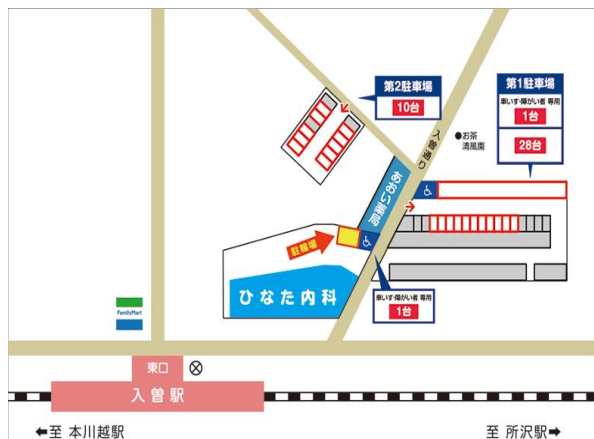 第2駐車場
10台
第1駐車場
車いす・障がい者 専用
1台
28台
入曽通り
●お茶
清風園
あおい薬局
駐輪場
ひなた内科
車いす・障がい者 専用
1台
FamilyMart
東口
入曽駅
←至 本川越駅
至 所沢駅→